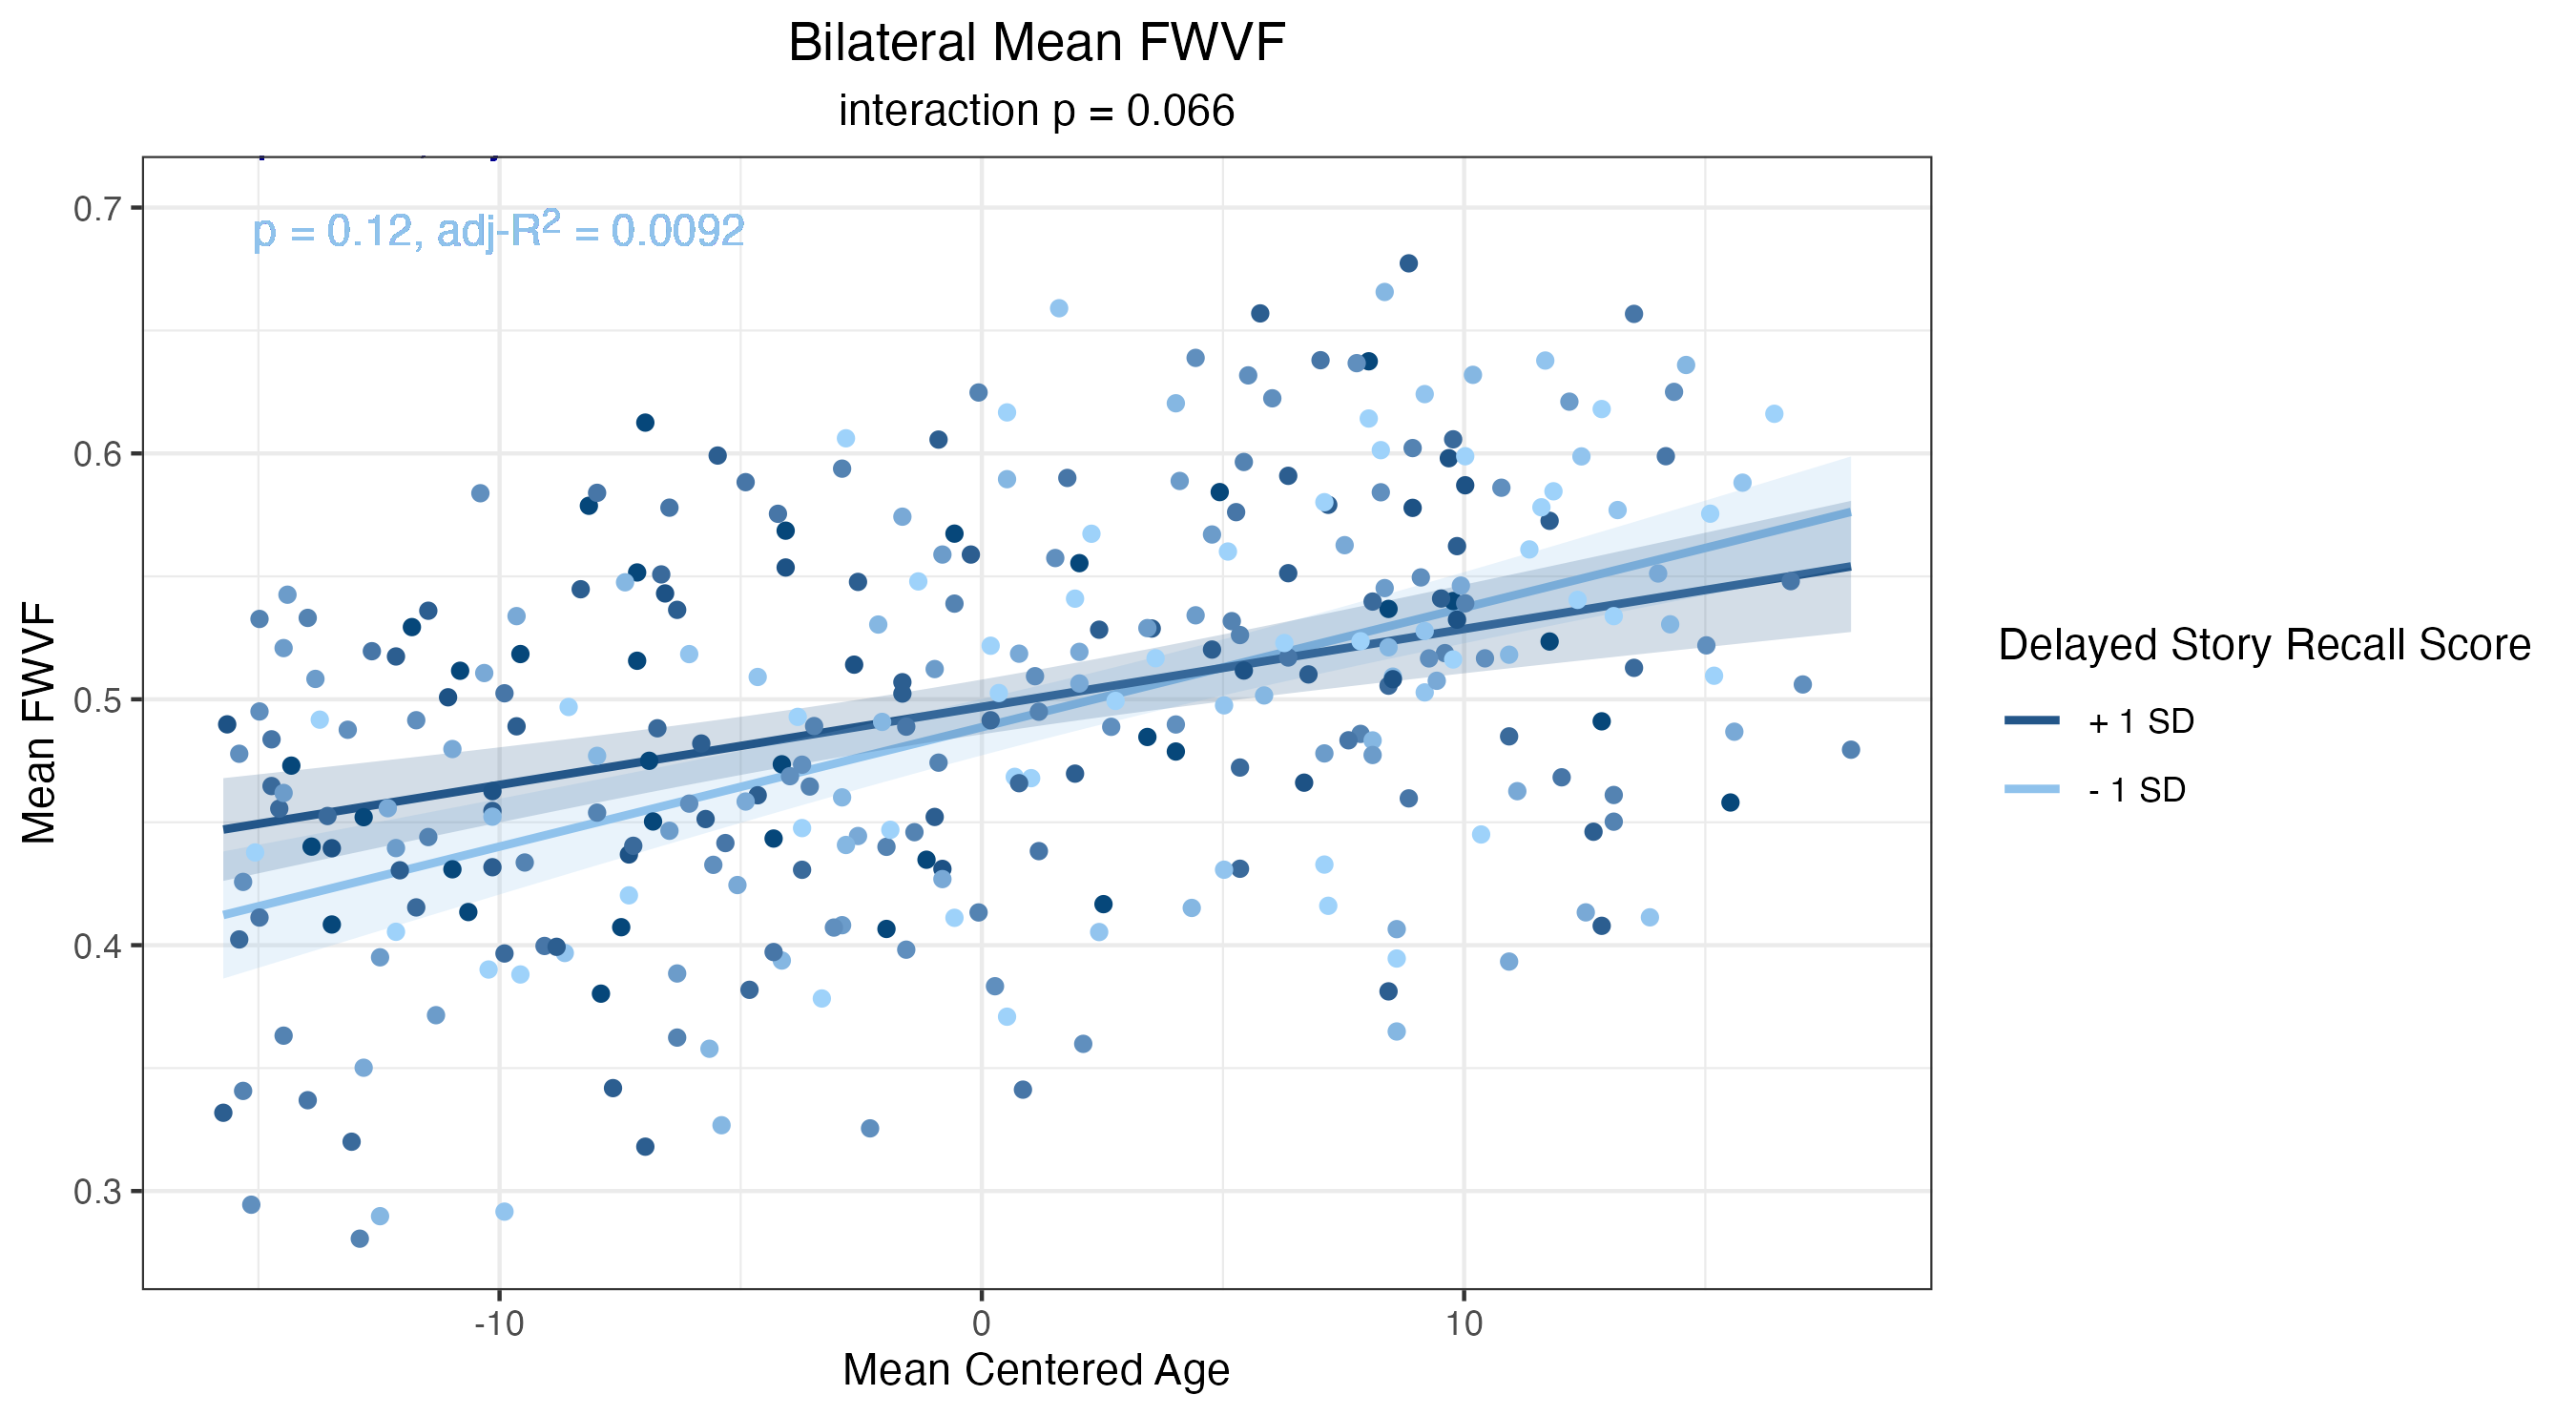 Bilateral Mean FWVF
interaction p = 0.066
p = 0.12, adj-R² = 0.0092
0.7
0.6
0.5
0.4
0.3
Mean FWVF
-10 0 10
Mean Centered Age
Delayed Story Recall Score
+ 1 SD
- 1 SD